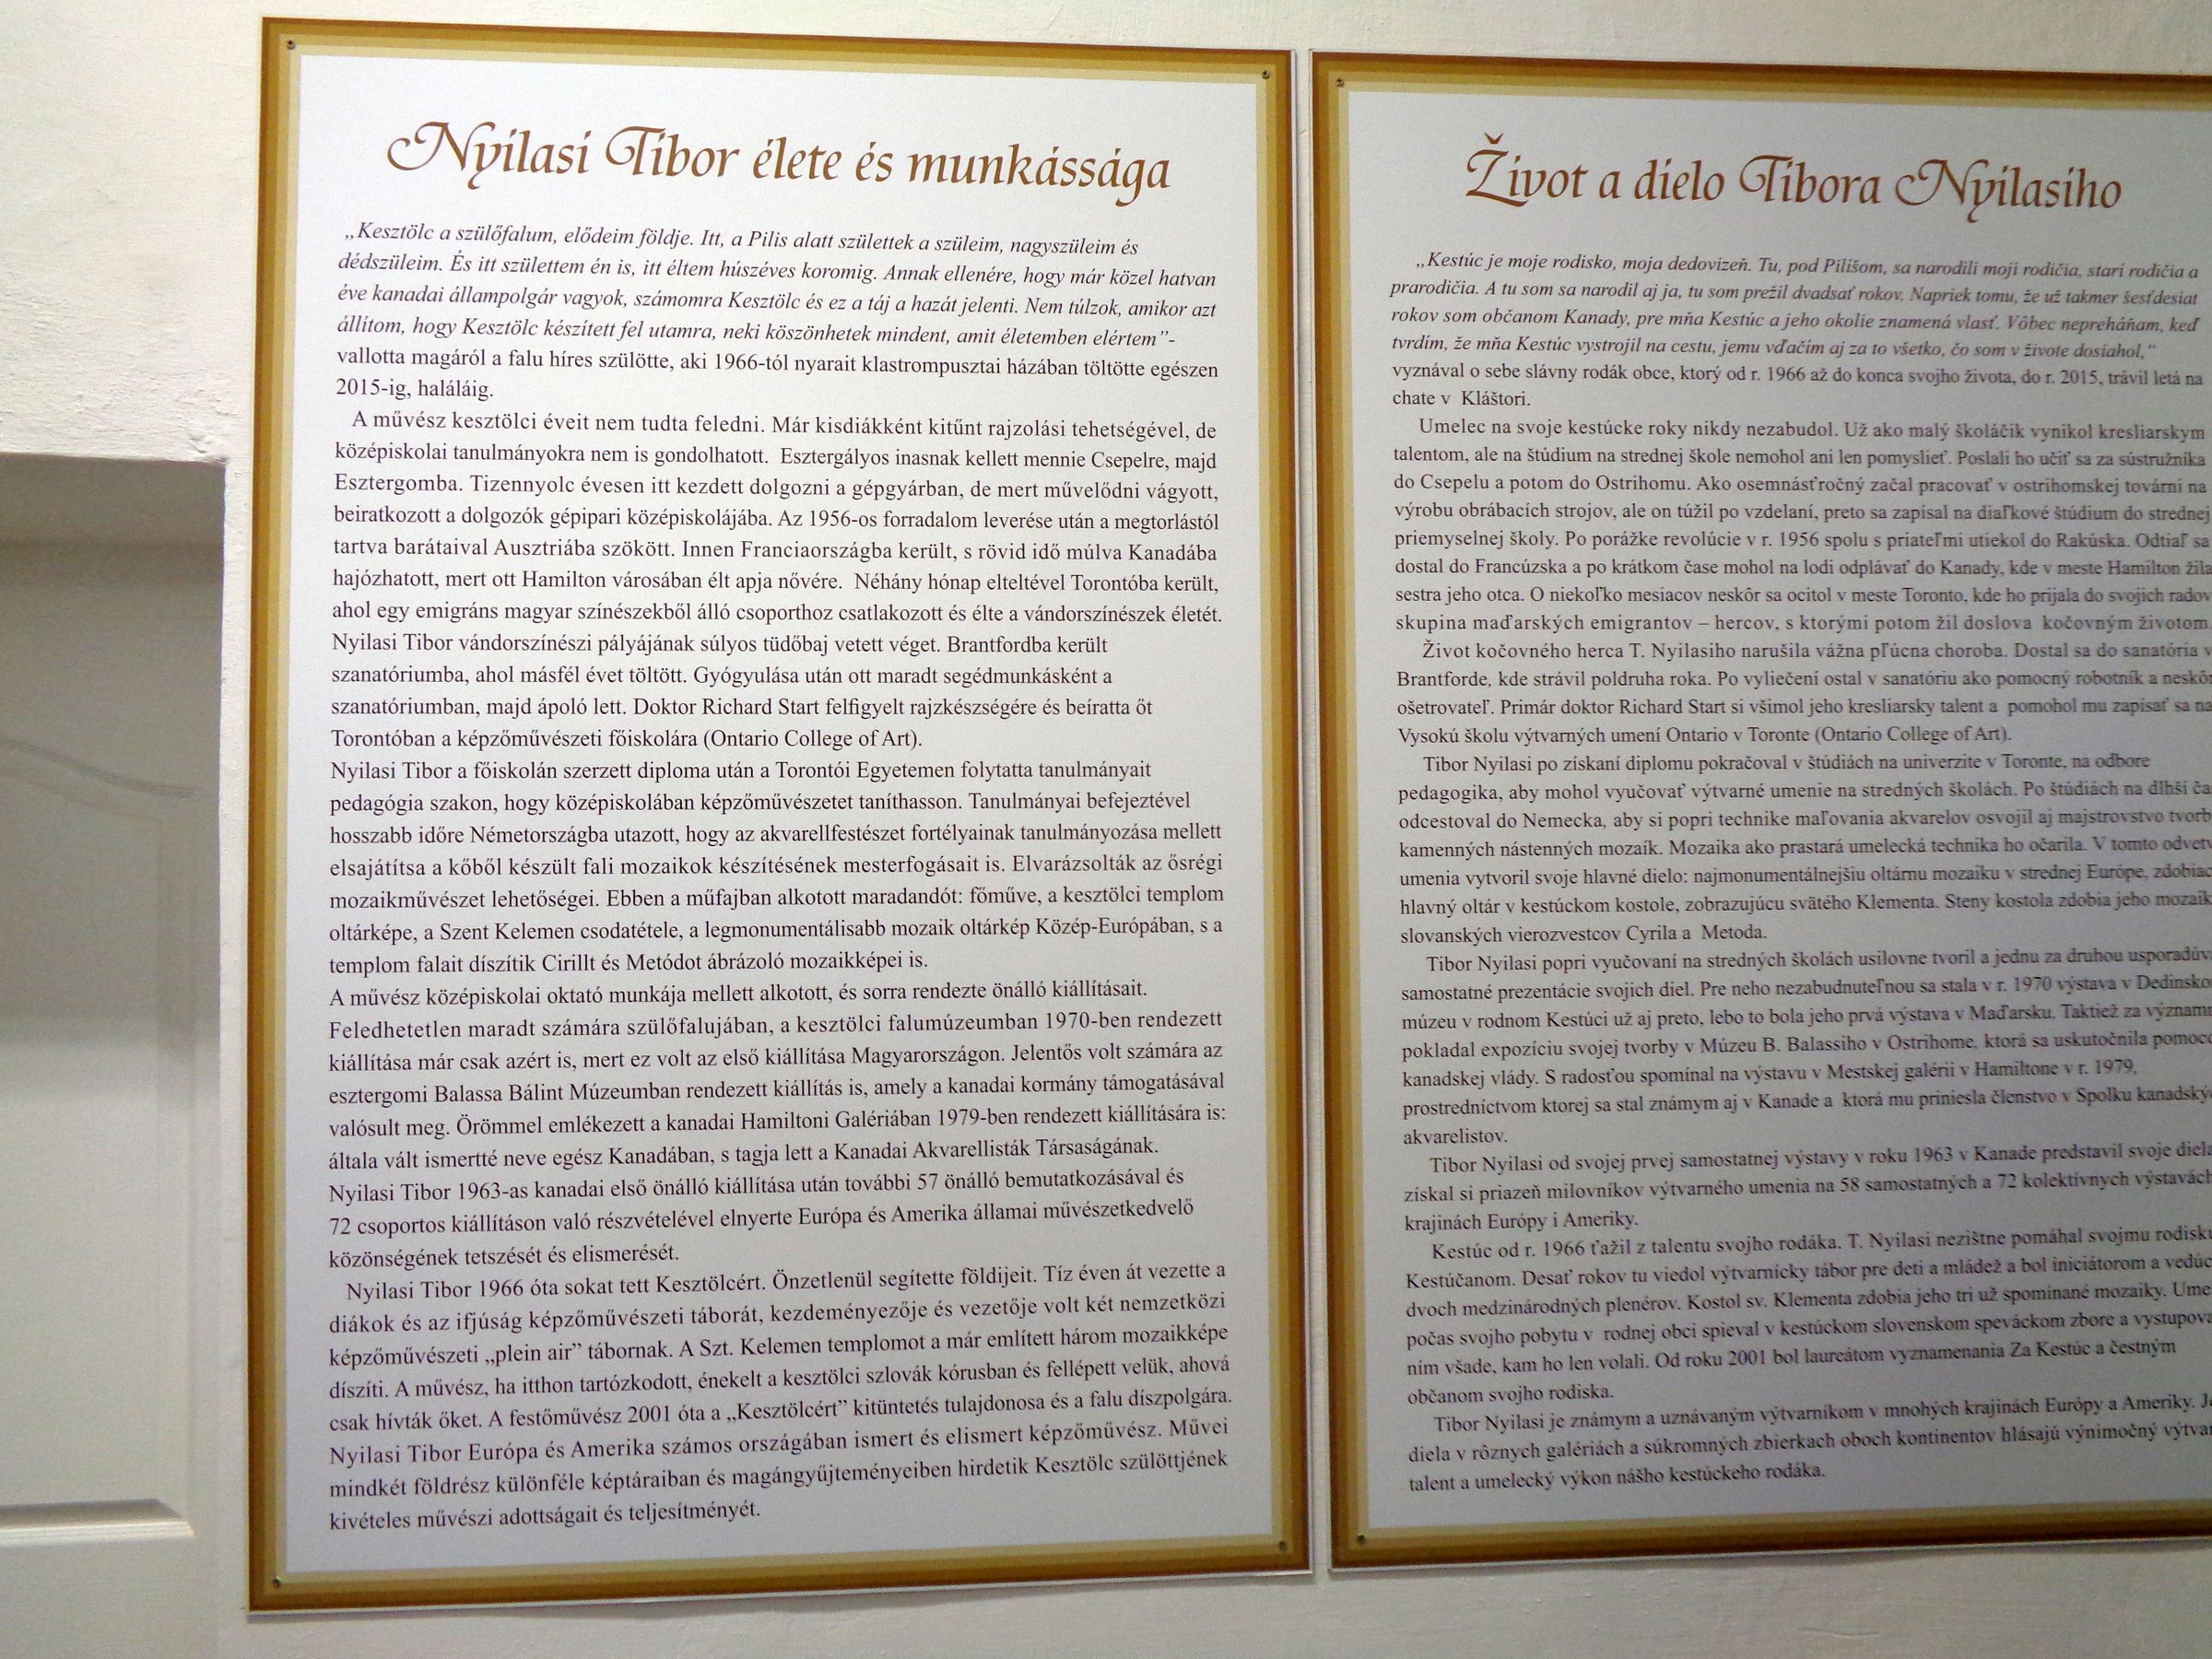 Nyilasi Tibor élete és munkássága
„Kesztölc a szülőfalum, elődeim földje. Itt, a Pilis alatt születtek a szüleim, nagyszüleim és
dédszüleim. És itt születtem én is, itt éltem húszéves koromig. Annak ellenére, hogy már közel hatvan
éve kanadai állampolgár vagyok, számomra Kesztölc és ez a táj a hazát jelenti. Nem túlzok, amikor azt
állítom, hogy Kesztölc készített fel utamra, neki köszönhetek mindent, amit életemben elértem”-
vallotta magáról a falu híres szülötte, aki 1966-tól nyarait klastrompusztai házában töltötte egészen
2015-ig, haláláig.
A művész kesztölci éveit nem tudta feledni. Már kisdiákként kitűnt rajzolási tehetségével, de
középiskolai tanulmányokra nem is gondolhatott. Esztergályos inasnak kellett mennie Csepelre, majd
Esztergomba. Tizennyolc évesen itt kezdett dolgozni a gépgyárban, de mert művelődni vágyott,
beiratkozott a dolgozók gépipari középiskolájába. Az 1956-os forradalom leverése után a megtorlástól
tartva barátaival Ausztriába szökött. Innen Franciaországba került, s rövid idő múlva Kanadába
hajózhatott, mert ott Hamilton városában élt apja nővére. Néhány hónap elteltével Torontóba került,
ahol egy emigráns magyar színészekből álló csoporthoz csatlakozott és élte a vándorszínészek életét.
Nyilasi Tibor vándorszínészi pályájának súlyos tüdőbaj vetett véget. Brantfordba került
szanatóriumba, ahol másfél évet töltött. Gyógyulása után ott maradt segédmunkásként a
szanatóriumban, majd ápoló lett. Doktor Richard Start felfigyelt rajzkészségére és beíratta őt
Torontóban a képzőművészeti főiskolára (Ontario College of Art).
Nyilasi Tibor a főiskolán szerzett diploma után a Torontói Egyetemen folytatta tanulmányait
pedagógia szakon, hogy középiskolában képzőművészetet taníthasson. Tanulmányai befejeztével
hosszabb időre Németországba utazott, hogy az akvarellfestészet fortélyainak tanulmányozása mellett
elsajátítsa a kőből készült fali mozaikok készítésének mesterfogásait is. Elvarázsolták az ősrégi
mozaikművészet lehetőségei. Ebben a műfajban alkotott maradandót: főműve, a kesztölci templom
oltárképe, a Szent Kelemen csodatétele, a legmonumentálisabb mozaik oltárkép Közép-Európában, s a
templom falait díszítik Cirillt és Metódot ábrázoló mozaikképei is.
A művész középiskolai oktató munkája mellett alkotott, és sorra rendezte önálló kiállításait.
Feledhetetlen maradt számára szülőfalujában, a kesztölci falumúzeumban 1970-ben rendezett
kiállítása már csak azért is, mert ez volt az első kiállítása Magyarországon. Jelentős volt számára az
esztergomi Balassa Bálint Múzeumban rendezett kiállítás is, amely a kanadai kormány támogatásával
valósult meg. Örömmel emlékezett a kanadai Hamiltoni Galériában 1979-ben rendezett kiállítására is:
általa vált ismertté neve egész Kanadában, s tagja lett a Kanadai Akvarellisták Társaságának.
Nyilasi Tibor 1963-as kanadai első önálló kiállítása után további 57 önálló bemutatkozásával és
72 csoportos kiállításon való részvételével elnyerte Európa és Amerika államai művészetkedvelő
közönségének tetszését és elismerését.
Nyilasi Tibor 1966 óta sokat tett Kesztölcért. Önzetlenül segítette földijeit. Tíz éven át vezette a
diákok és az ifjúság képzőművészeti táborát, kezdeményezője és vezetője volt két nemzetközi
képzőművészeti „plein air” tábornak. A Szt. Kelemen templomot a már említett három mozaikképe
díszíti. A művész, ha itthon tartózkodott, énekelt a kesztölci szlovák kórusban és fellépett velük, ahová
csak hívták őket. A festőművész 2001 óta a „Kesztölcért” kitüntetés tulajdonosa és a falu díszpolgára.
Nyilasi Tibor Európa és Amerika számos országában ismert és elismert képzőművész. Művei
mindkét földrész különféle képtáraiban és magángyűjteményeiben hirdetik Kesztölc szülöttjének
kivételes művészi adottságait és teljesítményét.
Život a dielo Tibora Nyilasiho
„Kestúc je moje rodisko, moja dedovizeň. Tu, pod Pilišom, sa narodili moji rodičia, starí rodičia a
prarodičia. A tu som sa narodil aj ja, tu som prežil dvadsať rokov. Napriek tomu, že už takmer šesťdesiat
rokov som občanom Kanady, pre mňa Kestúc a jeho okolie znamená vlasť. Vôbec nepreháňam, keď
tvrdím, že mňa Kestúc vystrojil na cestu, jemu vďačím aj za to všetko, čo som v živote dosiahol,“
vyznával o sebe slávny rodák obce, ktorý od r. 1966 až do konca svojho života, do r. 2015, trávil letá na
chate v Kláštori.
Umelec na svoje kestúcke roky nikdy nezabudol. Už ako malý školáčik vynikol kresliarskym
talentom, ale na štúdium na strednej škole nemohol ani len pomyslieť. Poslali ho učiť sa za sústružníka
do Csepelu a potom do Ostrihomu. Ako osemnásťročný začal pracovať v ostrihomskej továrni na
výrobu obrábacích strojov, ale on túžil po vzdelaní, preto sa zapísal na diaľkové štúdium do strednej
priemyselnej školy. Po porážke revolúcie v r. 1956 spolu s priateľmi utiekol do Rakúska. Odtiaľ sa
dostal do Francúzska a po krátkom čase mohol na lodi odplávať do Kanady, kde v meste Hamilton žila
sestra jeho otca. O niekoľko mesiacov neskôr sa ocitol v meste Toronto, kde ho prijala do svojich radov
skupina maďarských emigrantov – hercov, s ktorými potom žil doslova kočovným životom.
Život kočovného herca T. Nyilasiho narušila vážna pľúcna choroba. Dostal sa do sanatória v
Brantforde, kde strávil poldruha roka. Po vyliečení ostal v sanatóriu ako pomocný robotník a neskôr
ošetrovateľ. Primár doktor Richard Start si všimol jeho kresliarsky talent a pomohol mu zapísať sa na
Vysokú školu výtvarných umení Ontario v Toronte (Ontario College of Art).
Tibor Nyilasi po získaní diplomu pokračoval v štúdiách na univerzite v Toronte, na odbore
pedagogika, aby mohol vyučovať výtvarné umenie na stredných školách. Po štúdiách na dlhší
odcestoval do Nemecka, aby si popri technike maľovania akvarelov osvojil aj majstrovstvo
kamenných nástenných mozaík. Mozaika ako prastará umelecká technika ho očarila. V tomto
umenia vytvoril svoje hlavné dielo: najmonumentálnejšiu oltárnu mozaiku v strednej Európe,
hlavný oltár v kestúckom kostole, zobrazujúcu svätého Klementa. Steny kostola zdobia jeho
slovanských vierozvestcov Cyrila a Metoda.
Tibor Nyilasi popri vyučovaní na stredných školách usilovne tvoril a jednu za druhou
samostatné prezentácie svojich diel. Pre neho nezabudnuteľnou sa stala v r. 1970 výstava v
múzeu v rodnom Kestúci už aj preto, lebo to bola jeho prvá výstava v Maďarsku. Taktiež za
pokladal expozíciu svojej tvorby v Múzeu B. Balassiho v Ostrihome, ktorá sa uskutočnila
kanadskej vlády. S radosťou spomínal na výstavu v Mestskej galérii v Hamiltone v r. 1979,
prostredníctvom ktorej sa stal známym aj v Kanade a ktorá mu priniesla členstvo v Spolku
akvarelistov.
Tibor Nyilasi od svojej prvej samostatnej výstavy v roku 1963 v Kanade predstavil svoje diela
získal si priazeň milovníkov výtvarného umenia na 58 samostatných a 72 kolektívnych výstavách
krajinách Európy i Ameriky.
Kestúc od r. 1966 ťažil z talentu svojho rodáka. T. Nyilasi nezištne pomáhal svojmu
Kestúčanom. Desať rokov tu viedol výtvarnícky tábor pre deti a mládež a bol iniciátorom a
dvoch medzinárodných plenérov. Kostol sv. Klementa zdobia jeho tri už spomínané mozaiky.
počas svojho pobytu v rodnej obci spieval v kestúckom slovenskom speváckom zbore a
ním všade, kam ho len volali. Od roku 2001 bol laureátom vyznamenania Za Kestúc a čestným
občanom svojho rodiska.
Tibor Nyilasi je známym a uznávaným výtvarníkom v mnohých krajinách Európy a Ameriky.
diela v rôznych galériách a súkromných zbierkach oboch kontinentov hlásajú výnimočný
talent a umelecký výkon nášho kestúckeho rodáka.